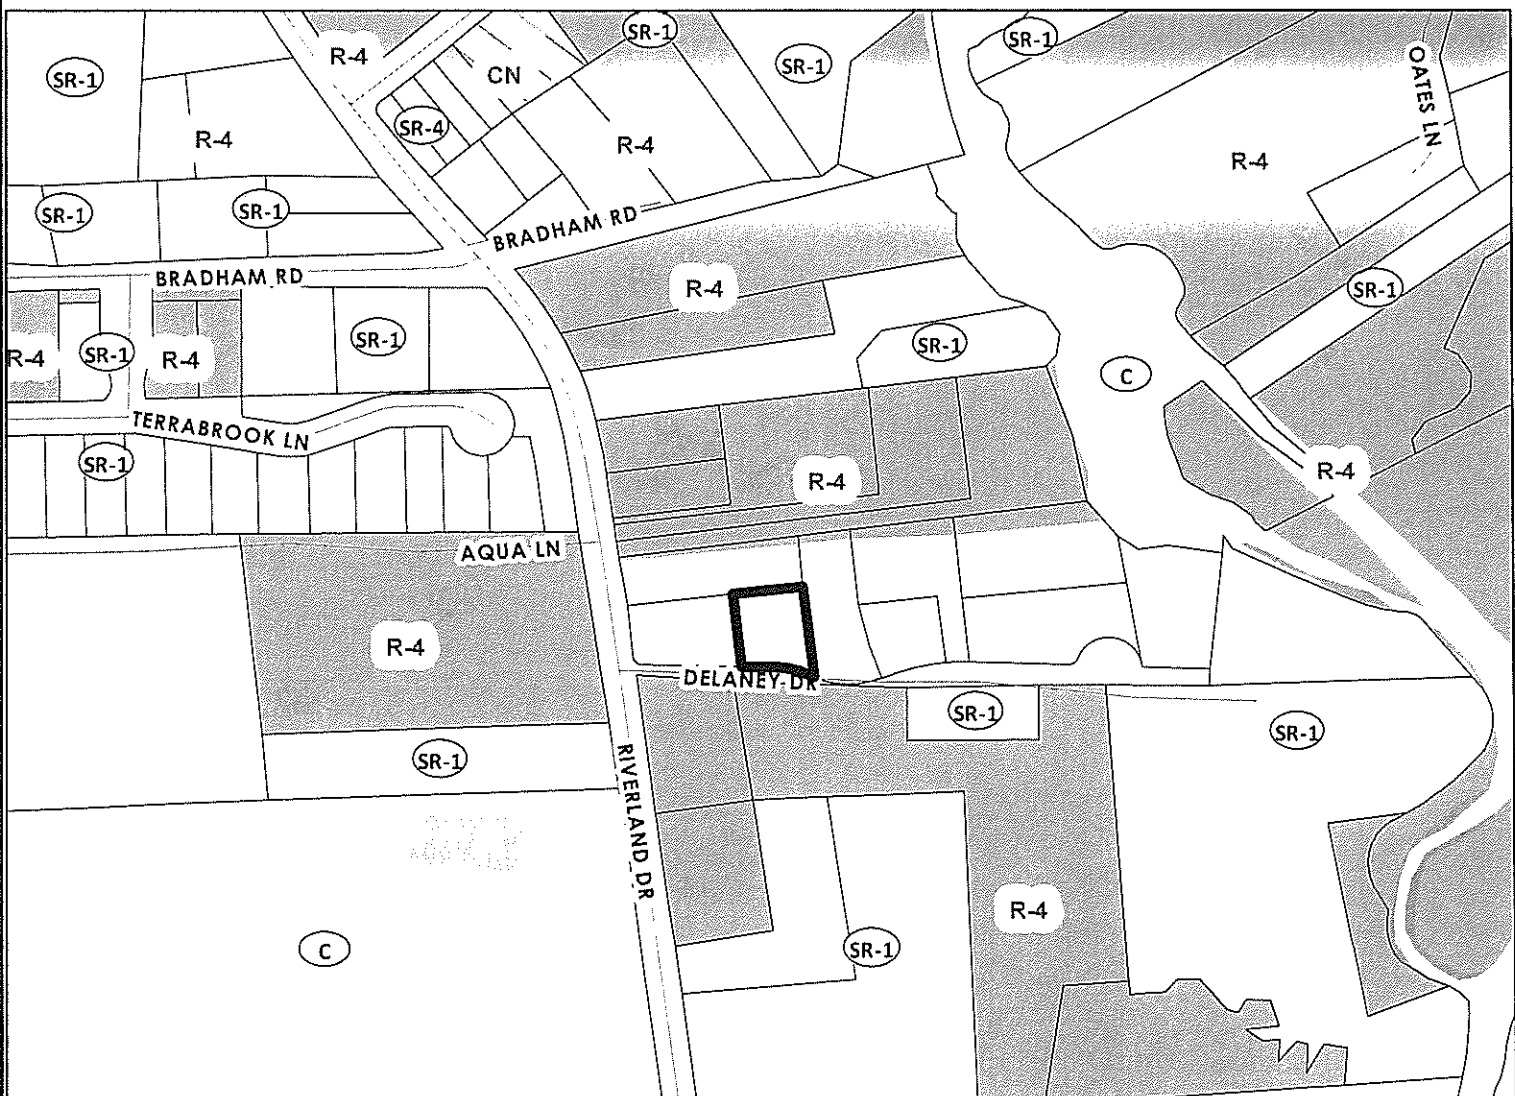 SR-1
R-4
SR-1
SR-1
SR-1
CN
SR-4
R-4
R-4
R-4
OATES LN
SR-1
SR-1
BRADHAM RD
BRADHAM RD
R-4
SR-1
R-4
SR-1
R-4
SR-1
SR-1
C
TERRABROOK LN
SR-1
R-4
R-4
AQUA LN
R-4
DELANEY DR
SR-1
SR-1
SR-1
RIVERLAND DR
R-4
C
SR-1